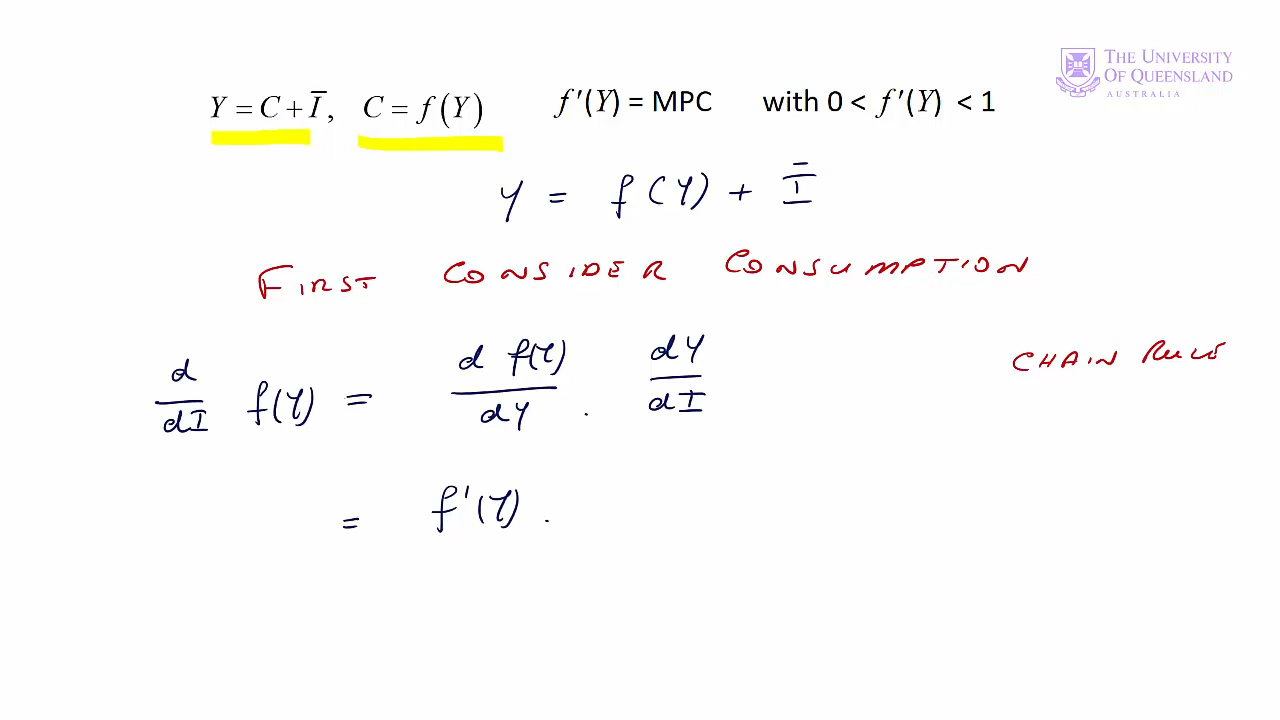 THE UNIVERSITY
OF QUEENSLAND
AUSTRALIA
Y = C + Ī, C = f(Y) f'(Y) = MPC with 0 < f'(Y) < 1
Y = f(Y) + Ī
FIRST CONSIDER CONSUMPTION
CHAIN RULE
d/dI f(Y) = d f(Y)/dY . dY/dI
= f'(Y) .